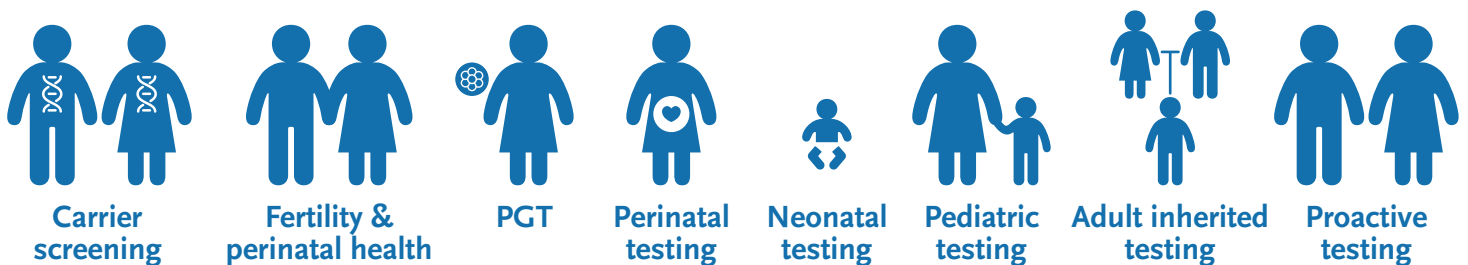 Carrier
screening
Fertility &
perinatal health
PGT
Perinatal
testing
Neonatal
testing
Pediatric
testing
Adult inherited
testing
Proactive
testing